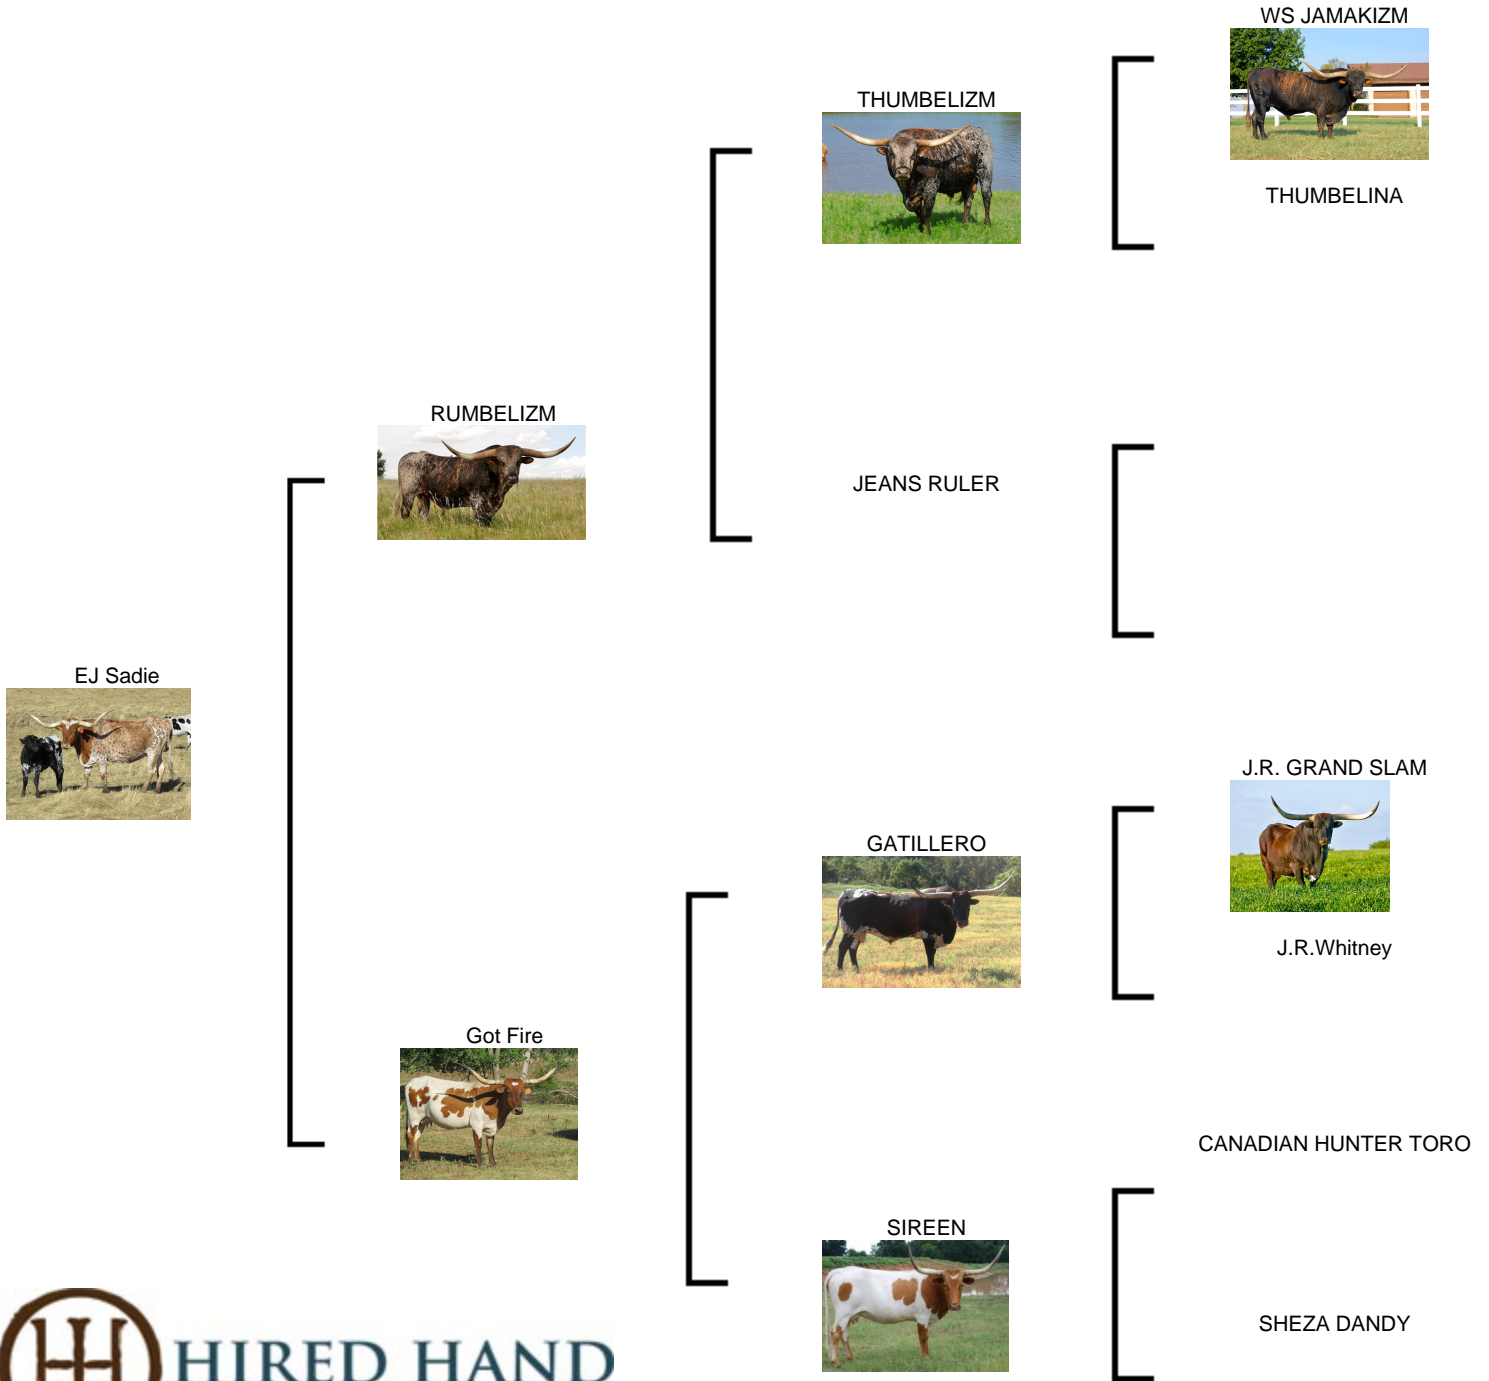 WS JAMAKIZM
THUMBELIZM
THUMBELINA
RUMBELIZM
JEANS RULER
EJ Sadie
J.R. GRAND SLAM
GATILLERO
J.R.Whitney
Got Fire
CANADIAN HUNTER TORO
SIREEN
SHEZA DANDY
HIRED HAND